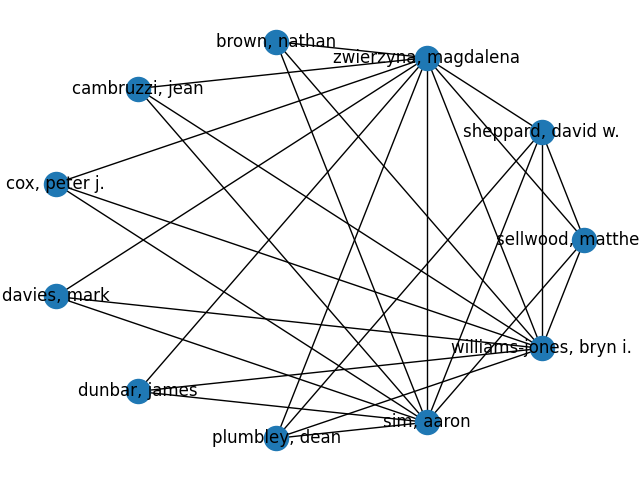 brown, nathan
zwierzyna, magdalena
cambruzzi, jean
sheppard, david w.
cox, peter j.
sellwood, matthe
davies, mark
williams-jones, bryn i.
dunbar, james
sim, aaron
plumbley, dean